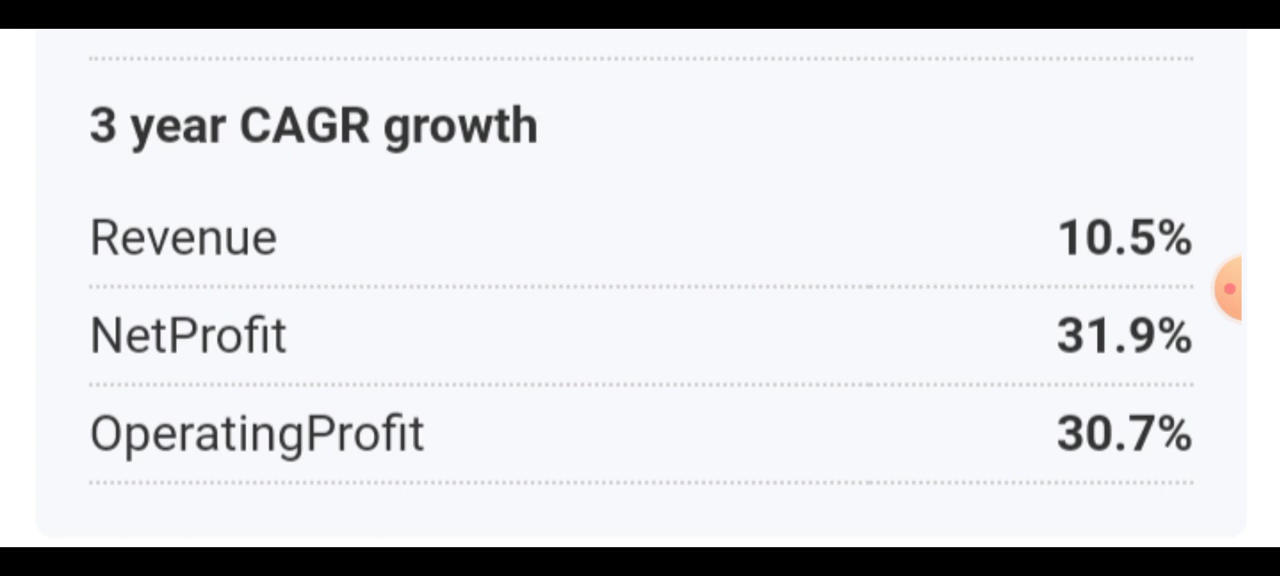 3 year CAGR growth
Revenue 10.5%
NetProfit 31.9%
OperatingProfit 30.7%